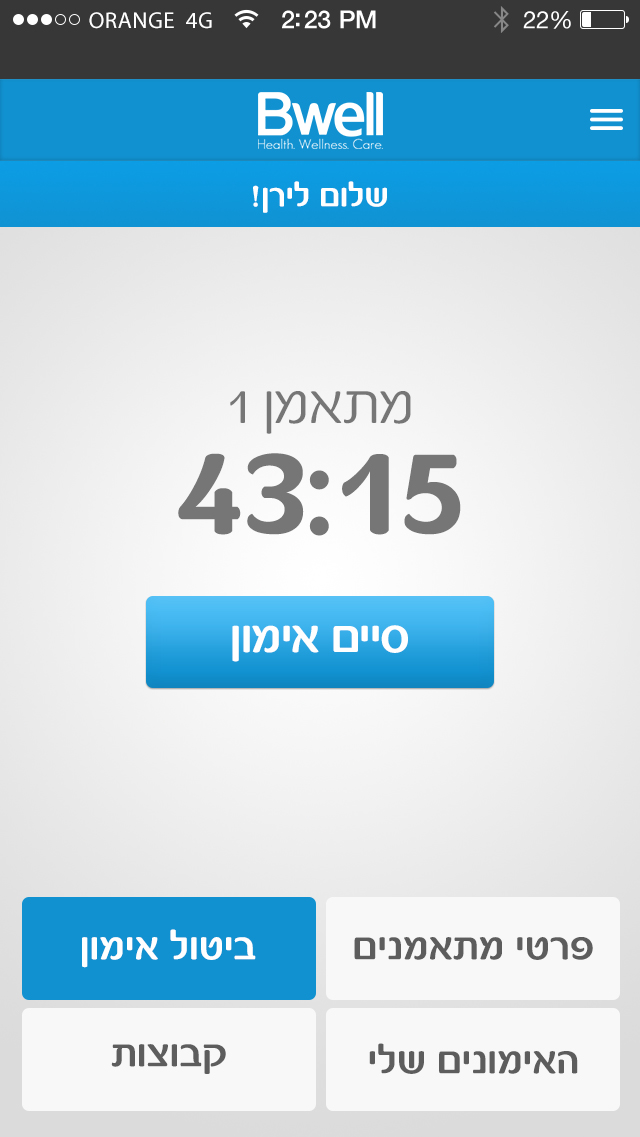 ORANGE 4G 2:23 PM 22%
Bwell
Health. Wellness. Care.
שלום לירן!
מתאמן 1
43:15
סיים אימון
פרטי מתאמנים
ביטול אימון
האימונים שלי
קבוצות